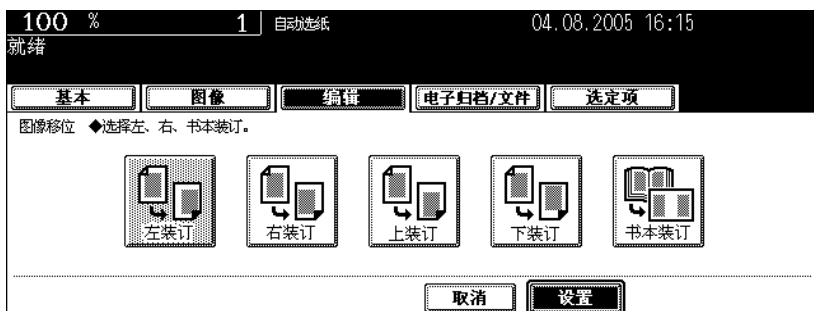 100 % 1 自动选纸 04.08.2005 16:15
就绪
基本 图像 编辑 电子归档/文件 选定项
图像移位 ◆选择左、右、书本装订。
左装订 右装订 上装订 下装订 书本装订
取消 设置